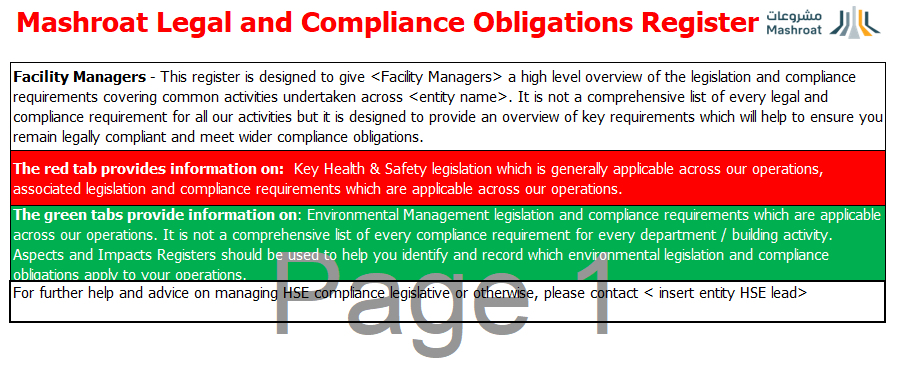 Mashroat Legal and Compliance Obligations Register
مشروعات
Mashroat
Facility Managers - This register is designed to give <Facility Managers> a high level overview of the legislation and compliance
requirements covering common activities undertaken across <entity name>. It is not a comprehensive list of every legal and
compliance requirement for all our activities but it is designed to provide an overview of key requirements which will help to ensure you
remain legally compliant and meet wider compliance obligations.
The red tab provides information on: Key Health & Safety legislation which is generally applicable across our operations,
associated legislation and compliance requirements which are applicable across our operations.
The green tabs provide information on: Environmental Management legislation and compliance requirements which are applicable
across our operations. It is not a comprehensive list of every compliance requirement for every department / building activity.
Aspects and Impacts Registers should be used to help you identify and record which environmental legislation and compliance
obligations apply to your operations.
For further help and advice on managing HSE compliance legislative or otherwise, please contact < insert entity HSE lead>
Page 1